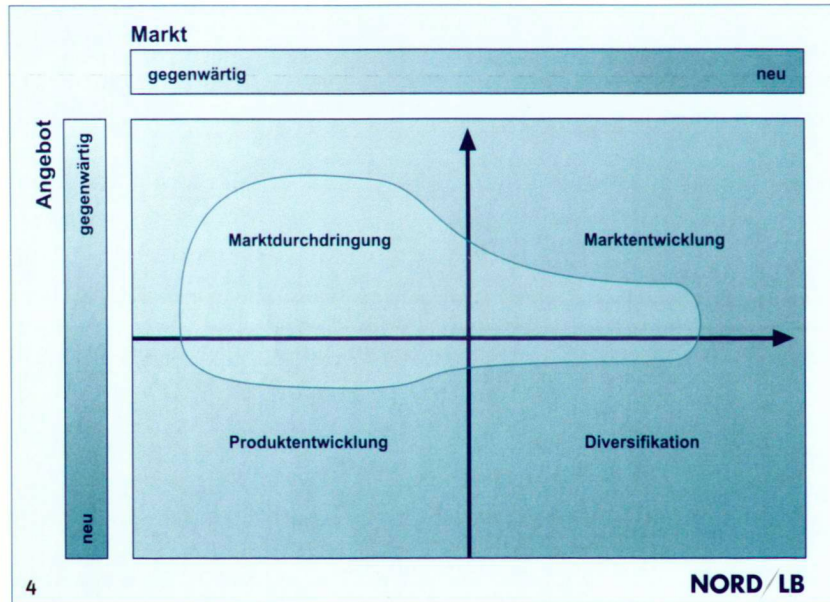 Markt
gegenwärtig neu
Angebot
gegenwärtig
neu
Marktdurchdringung Marktentwicklung
Produktentwicklung Diversifikation
4
NORD/LB